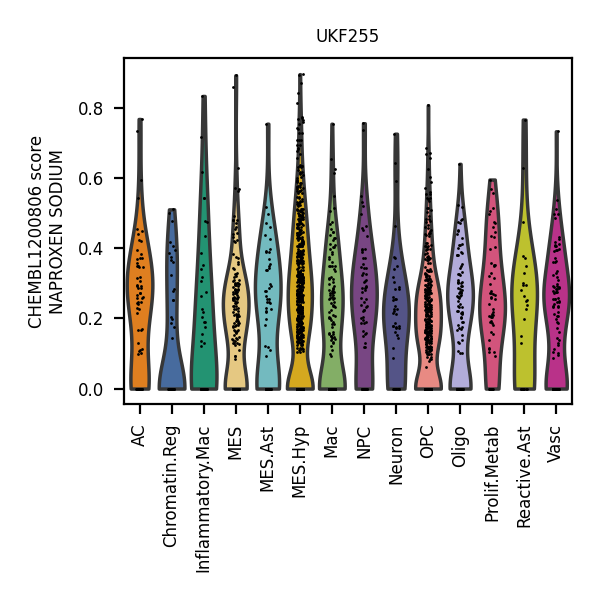 UKF255
CHEMBL1200806 score
NAPROXEN SODIUM
0.8
0.6
0.4
0.2
0.0
AC
Chromatin.Reg
Inflammatory.Mac
MES
MES.Ast
MES.Hyp
Mac
NPC
Neuron
OPC
Oligo
Prolif.Metab
Reactive.Ast
Vasc